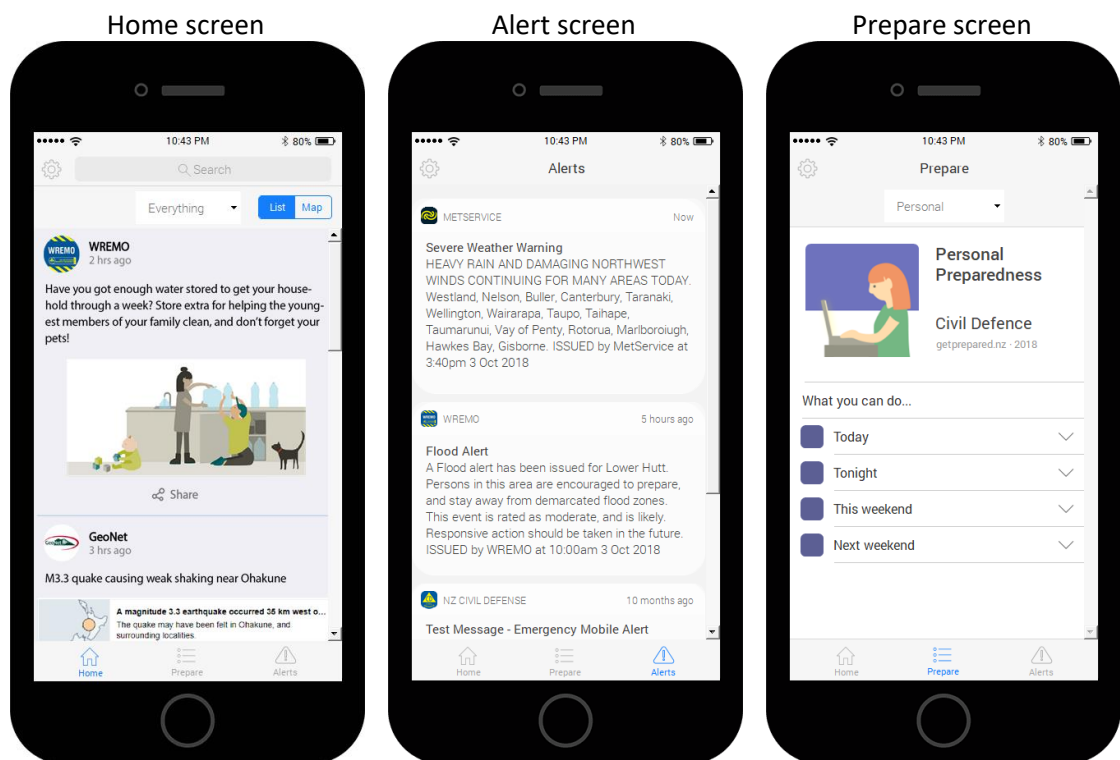 Home screen
10:43 PM
80%
Search
Everything
List Map
WREMO
WREMO
2 hrs ago
Have you got enough water stored to get your house-
hold through a week? Store extra for helping the young-
est members of your family clean, and don't forget your
pets!
Share
GeoNet
GeoNet
3 hrs ago
M3.3 quake causing weak shaking near Ohakune
A magnitude 3.3 earthquake occurred 35 km west o...
The quake may have been felt in Ohakune, and
surrounding localities.
Home Prepare Alerts
Alert screen
10:43 PM
80%
Alerts
METSERVICE Now
Severe Weather Warning
HEAVY RAIN AND DAMAGING NORTHWEST
WINDS CONTINUING FOR MANY AREAS TODAY.
Westland, Nelson, Buller, Canterbury, Taranaki,
Wellington, Wairarapa, Taupo, Taihape,
Taumarunui, Vay of Penty, Rotorua, Marlboroiugh,
Hawkes Bay, Gisborne. ISSUED by MetService at
3:40pm 3 Oct 2018
WREMO 5 hours ago
Flood Alert
A Flood alert has been issued for Lower Hutt.
Persons in this area are encouraged to prepare,
and stay away from demarcated flood zones.
This event is rated as moderate, and is likely.
Responsive action should be taken in the future.
ISSUED by WREMO at 10:00am 3 Oct 2018
NZ CIVIL DEFENSE 10 months ago
Test Message - Emergency Mobile Alert
Home Prepare Alerts
Prepare screen
10:43 PM
80%
Prepare
Personal
Personal
Preparedness
Civil Defence
getprepared.nz · 2018
What you can do...
Today
Tonight
This weekend
Next weekend
Home Prepare Alerts